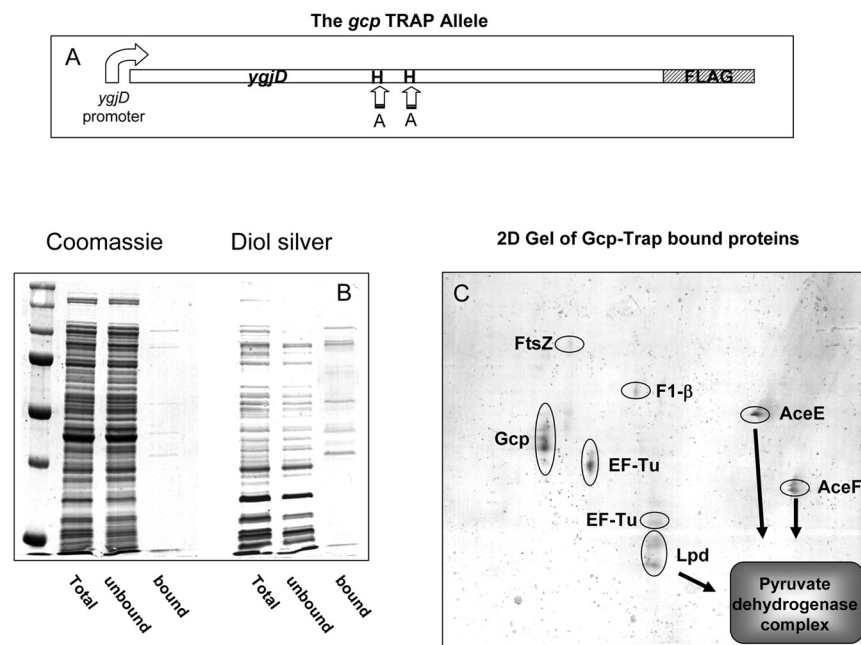 The gcp TRAP Allele
A
ygjD
H
H
FLAG
ygjD
promoter
A
A
Coomassie
Diol silver
B
Total
unbound
bound
Total
unbound
bound
2D Gel of Gcp-Trap bound proteins
C
FtsZ
F1-β
AceE
Gcp
EF-Tu
AceF
EF-Tu
Lpd
Pyruvate
dehydrogenase
complex